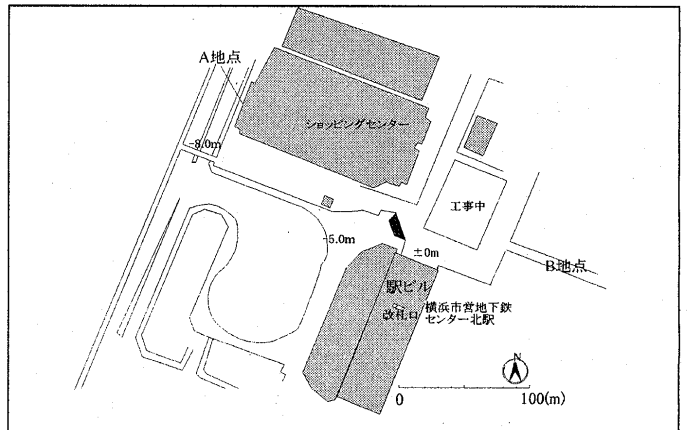 A地点
ショッピングセンター
-8.0m
工事中
-5.0m
±0m
B地点
駅ビル
改札口
横浜市営地下鉄
センター北駅
N
0 100(m)